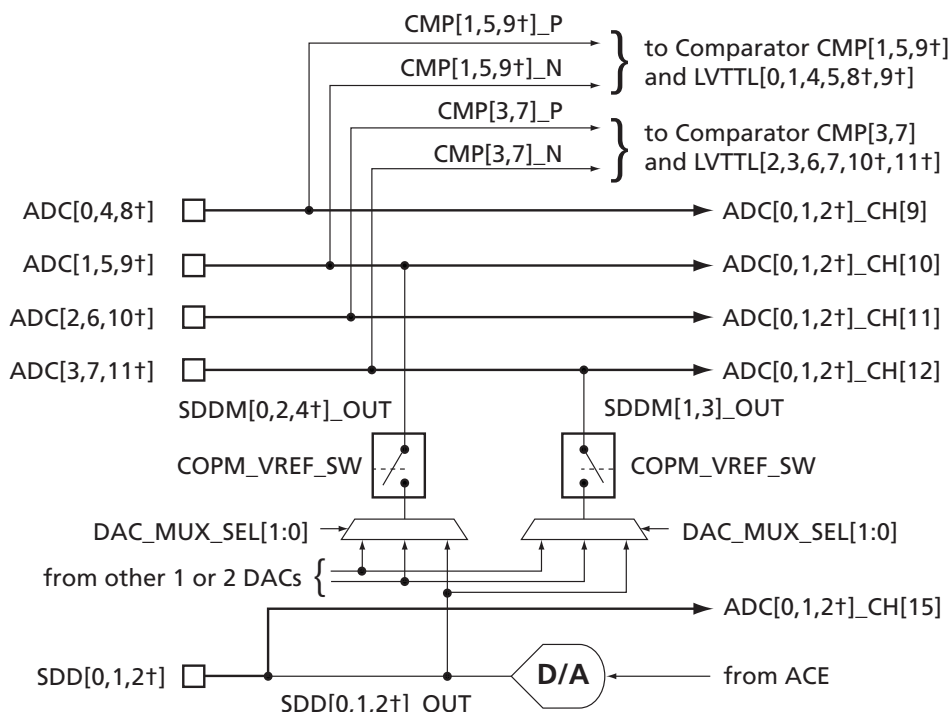 CMP[1,5,9†]_P
CMP[1,5,9†]_N
to Comparator CMP[1,5,9†]
and LVTTL[0,1,4,5,8†,9†]
CMP[3,7]_P
CMP[3,7]_N
to Comparator CMP[3,7]
and LVTTL[2,3,6,7,10†,11†]
ADC[0,4,8†]
ADC[0,1,2†]_CH[9]
ADC[1,5,9†]
ADC[0,1,2†]_CH[10]
ADC[2,6,10†]
ADC[0,1,2†]_CH[11]
ADC[3,7,11†]
ADC[0,1,2†]_CH[12]
SDDM[0,2,4†]_OUT
SDDM[1,3]_OUT
COPM_VREF_SW
COPM_VREF_SW
DAC_MUX_SEL[1:0]
DAC_MUX_SEL[1:0]
from other 1 or 2 DACs {
ADC[0,1,2†]_CH[15]
SDD[0,1,2†]
D/A
from ACE
SDD[0,1,2†]_OUT